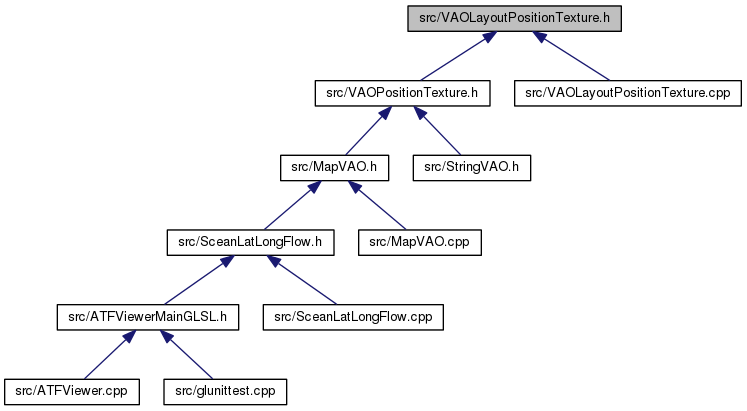 src/VAOLayoutPositionTexture.h
src/VAOPositionTexture.h
src/VAOLayoutPositionTexture.cpp
src/MapVAO.h
src/StringVAO.h
src/SceanLatLongFlow.h
src/MapVAO.cpp
src/ATFViewerMainGLSL.h
src/SceanLatLongFlow.cpp
src/ATFViewer.cpp
src/glunittest.cpp